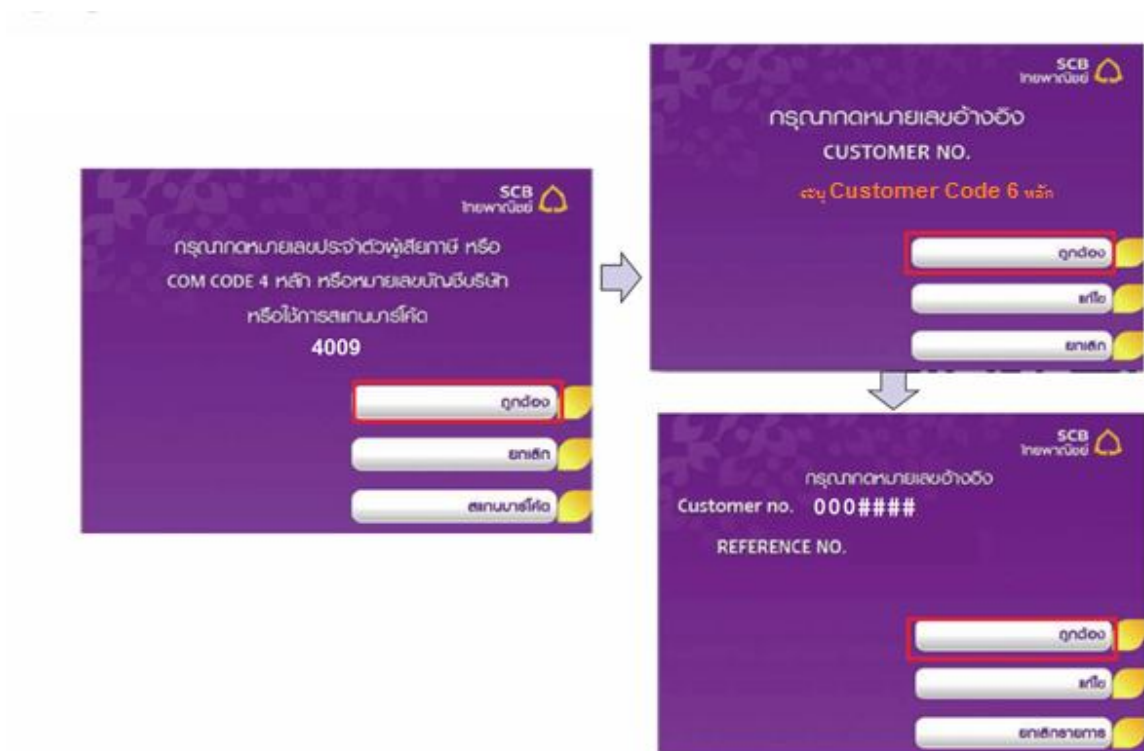 SCB
ไทยพาณิชย์
กรุณากดหมายเลขประจำตัวผู้เสียภาษี หรือ
COM CODE 4 หลัก หรือหมายเลขบัญชีบริษัท
หรือใช้การสแกนบาร์โค้ด
4009
ถูกต้อง
ยกเลิก
สแกนบาร์โค้ด
SCB
ไทยพาณิชย์
กรุณากดหมายเลขอ้างอิง
CUSTOMER NO.
ระบุ Customer Code 6 หลัก
ถูกต้อง
แก้ไข
ยกเลิก
SCB
ไทยพาณิชย์
กรุณากดหมายเลขอ้างอิง
Customer no. 000####
REFERENCE NO.
ถูกต้อง
แก้ไข
ยกเลิกรายการ